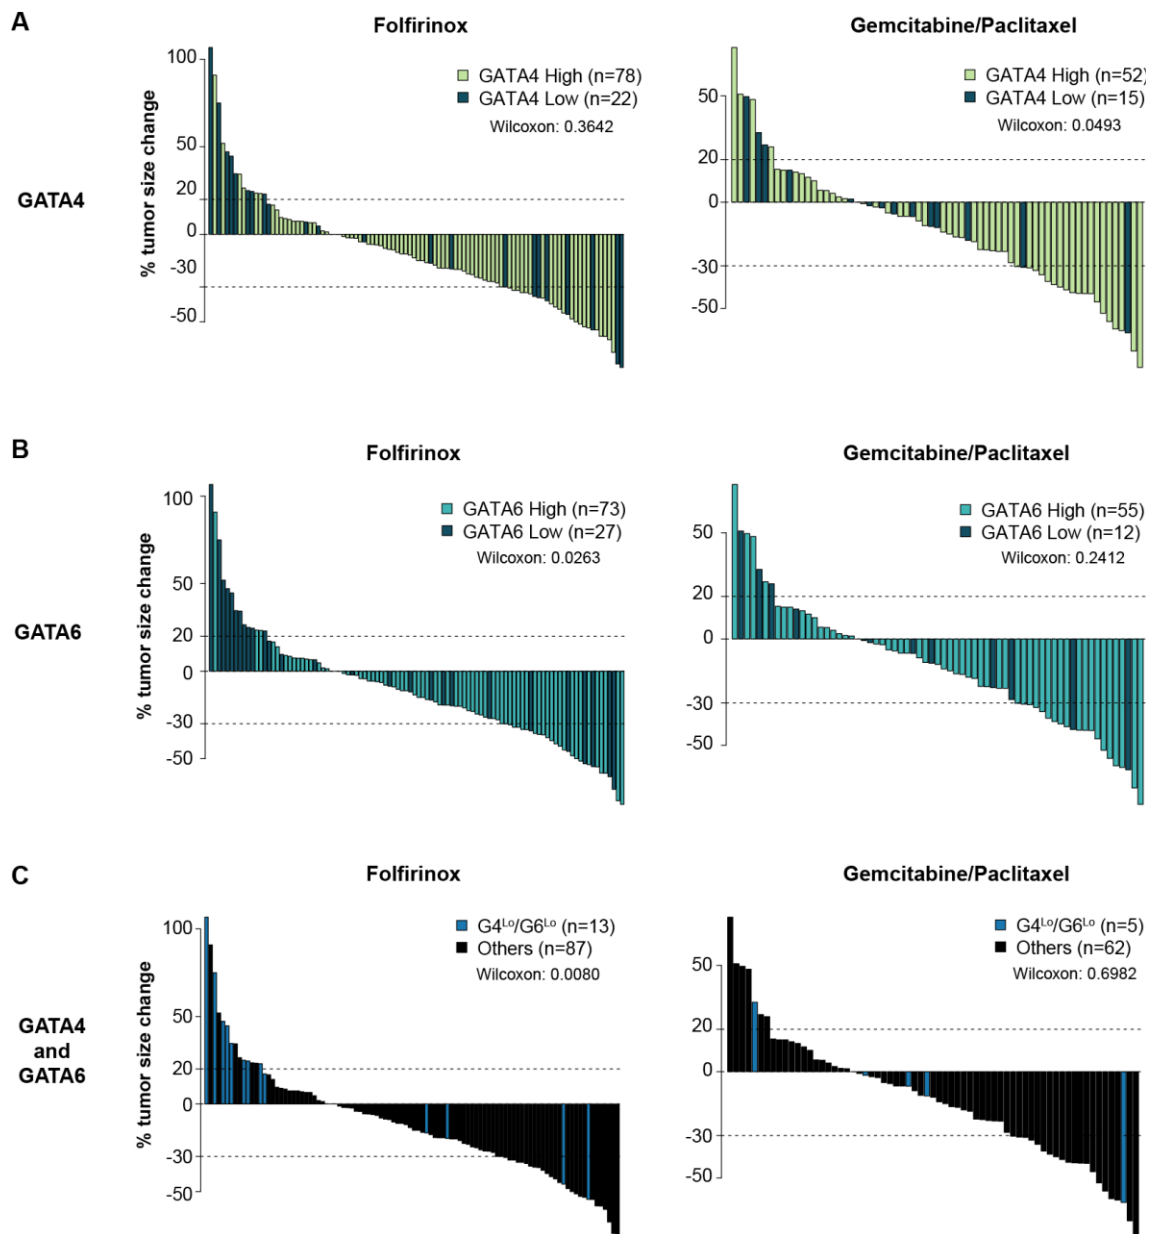 A
Folfirinox
Gemcitabine/Paclitaxel
GATA4
% tumor size change
100
50
20
0
-30
-50
GATA4 High (n=78)
GATA4 Low (n=22)
Wilcoxon: 0.3642
50
20
0
-30
-50
GATA4 High (n=52)
GATA4 Low (n=15)
Wilcoxon: 0.0493
B
Folfirinox
Gemcitabine/Paclitaxel
GATA6
% tumor size change
100
50
20
0
-30
-50
GATA6 High (n=73)
GATA6 Low (n=27)
Wilcoxon: 0.0263
50
20
0
-30
-50
GATA6 High (n=55)
GATA6 Low (n=12)
Wilcoxon: 0.2412
C
Folfirinox
Gemcitabine/Paclitaxel
GATA4
and
GATA6
% tumor size change
100
50
20
0
-30
-50
G4ᴸᵒ/G6ᴸᵒ (n=13)
Others (n=87)
Wilcoxon: 0.0080
50
20
0
-30
-50
G4ᴸᵒ/G6ᴸᵒ (n=5)
Others (n=62)
Wilcoxon: 0.6982